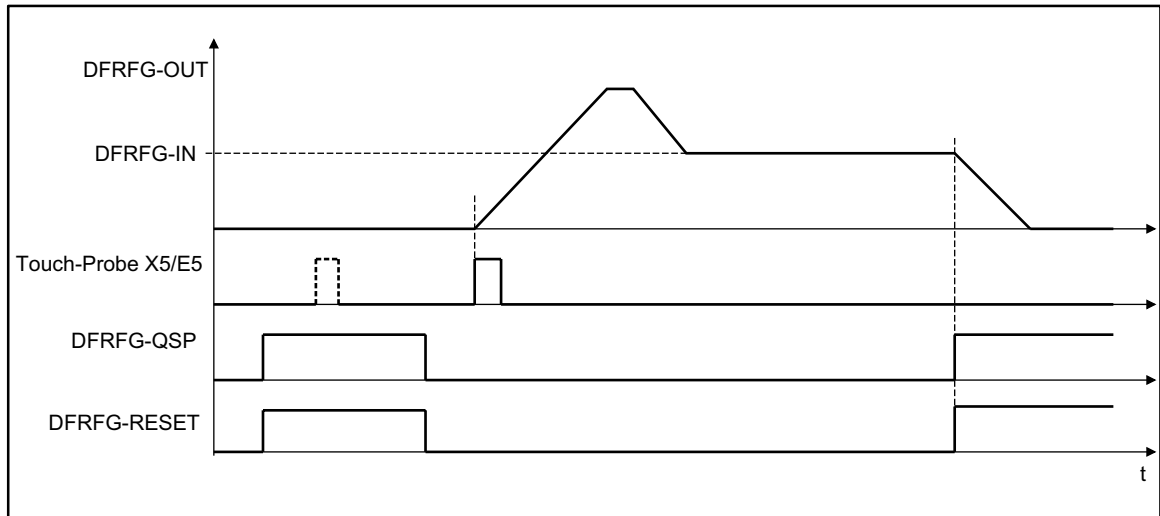 DFRFG-OUT
DFRFG-IN
Touch-Probe X5/E5
DFRFG-QSP
DFRFG-RESET
t